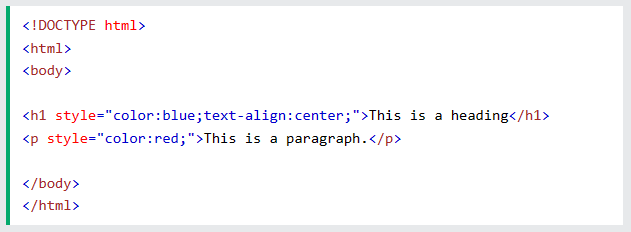 <!DOCTYPE html>
<html>
<body>
<h1 style="color:blue;text-align:center;">This is a heading</h1>
<p style="color:red;">This is a paragraph.</p>
</body>
</html>